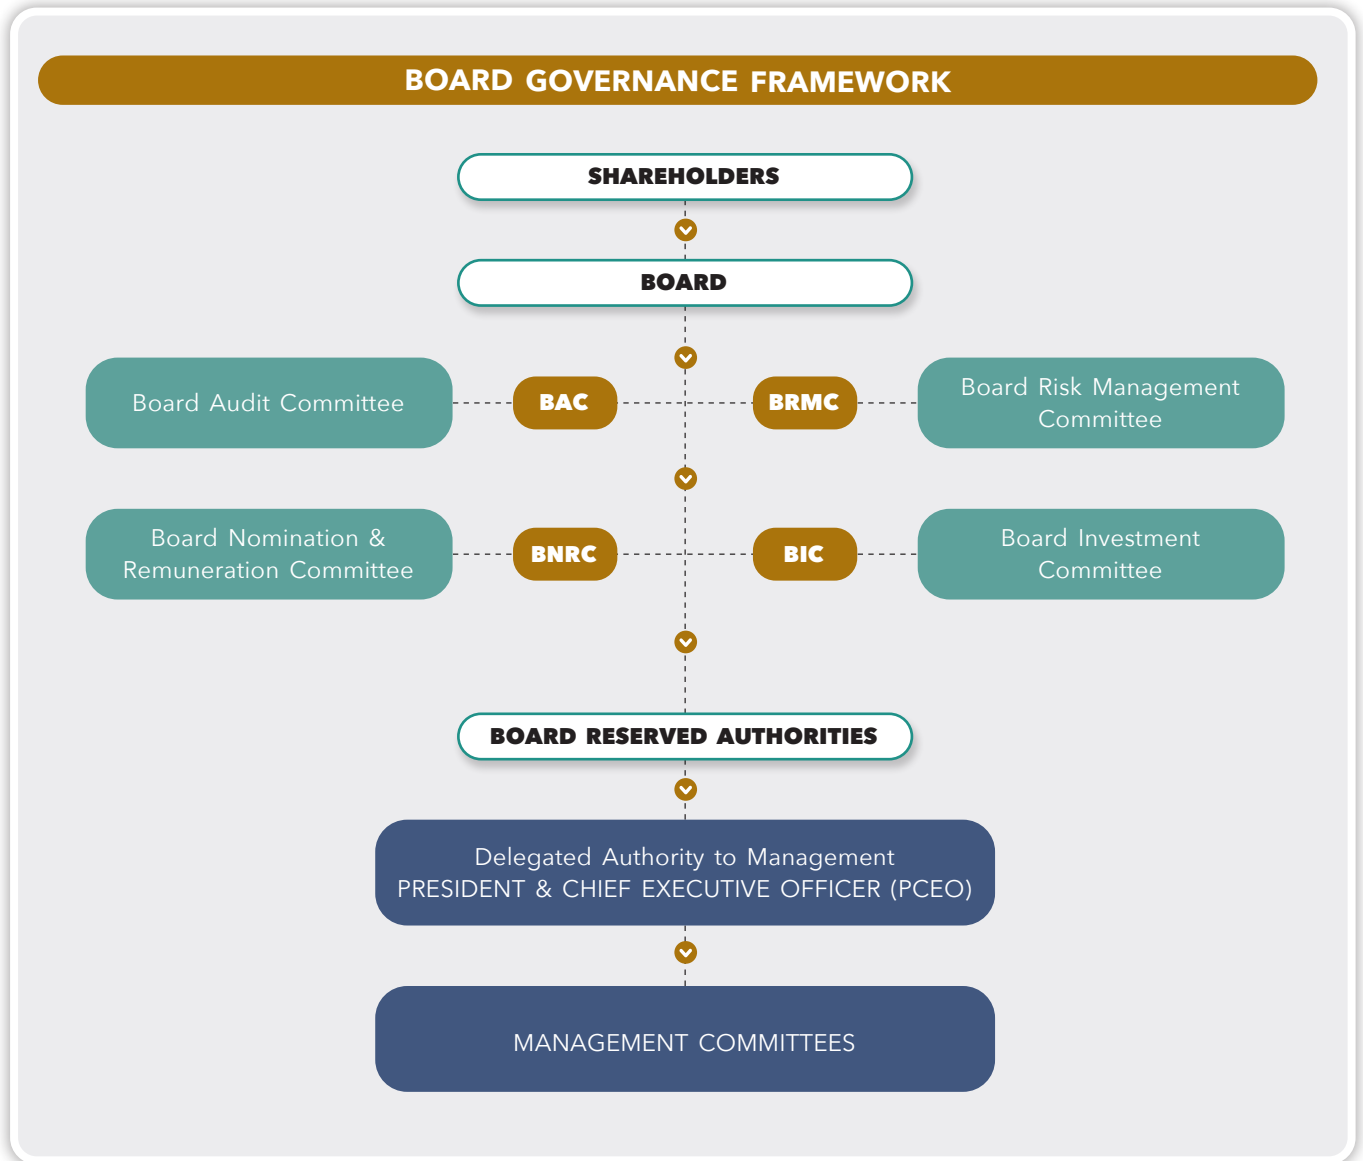 BOARD GOVERNANCE FRAMEWORK
SHAREHOLDERS
BOARD
Board Audit Committee
BAC
BRMC
Board Risk Management
Committee
Board Nomination &
Remuneration Committee
BNRC
BIC
Board Investment
Committee
BOARD RESERVED AUTHORITIES
Delegated Authority to Management
PRESIDENT & CHIEF EXECUTIVE OFFICER (PCEO)
MANAGEMENT COMMITTEES